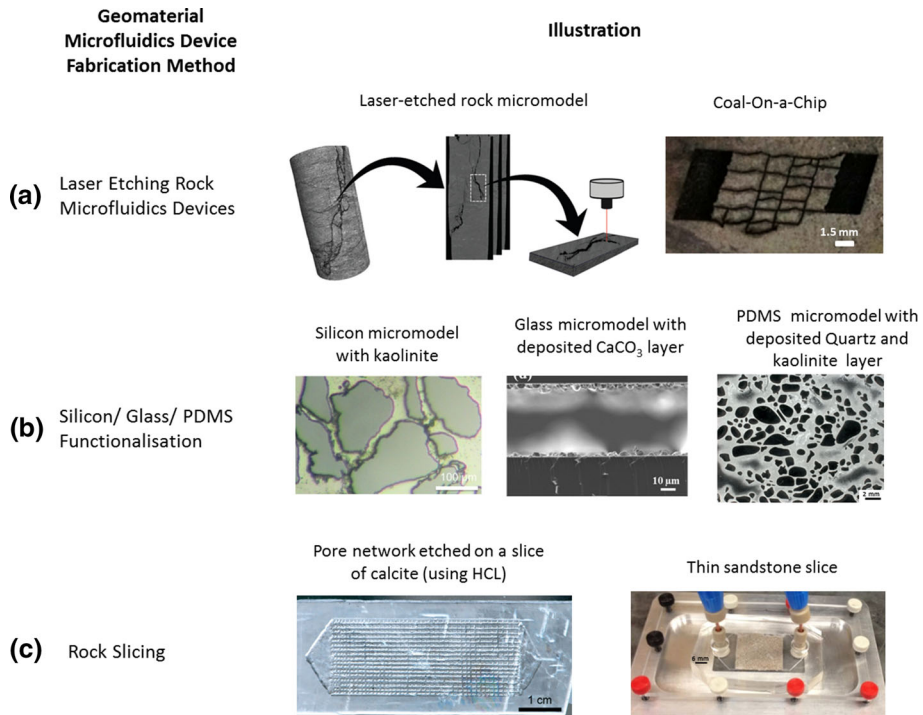 Geomaterial
Microfluidics Device
Fabrication Method
Illustration
Laser-etched rock micromodel
Coal-On-a-Chip
(a)
Laser Etching Rock
Microfluidics Devices
1.5 mm
Silicon micromodel
with kaolinite
Glass micromodel with
deposited CaCO₃ layer
PDMS micromodel with
deposited Quartz and
kaolinite layer
(b)
Silicon/ Glass/ PDMS
Functionalisation
100 µm
10 µm
2 mm
Pore network etched on a slice
of calcite (using HCL)
Thin sandstone slice
(c)
Rock Slicing
1 cm
6 mm